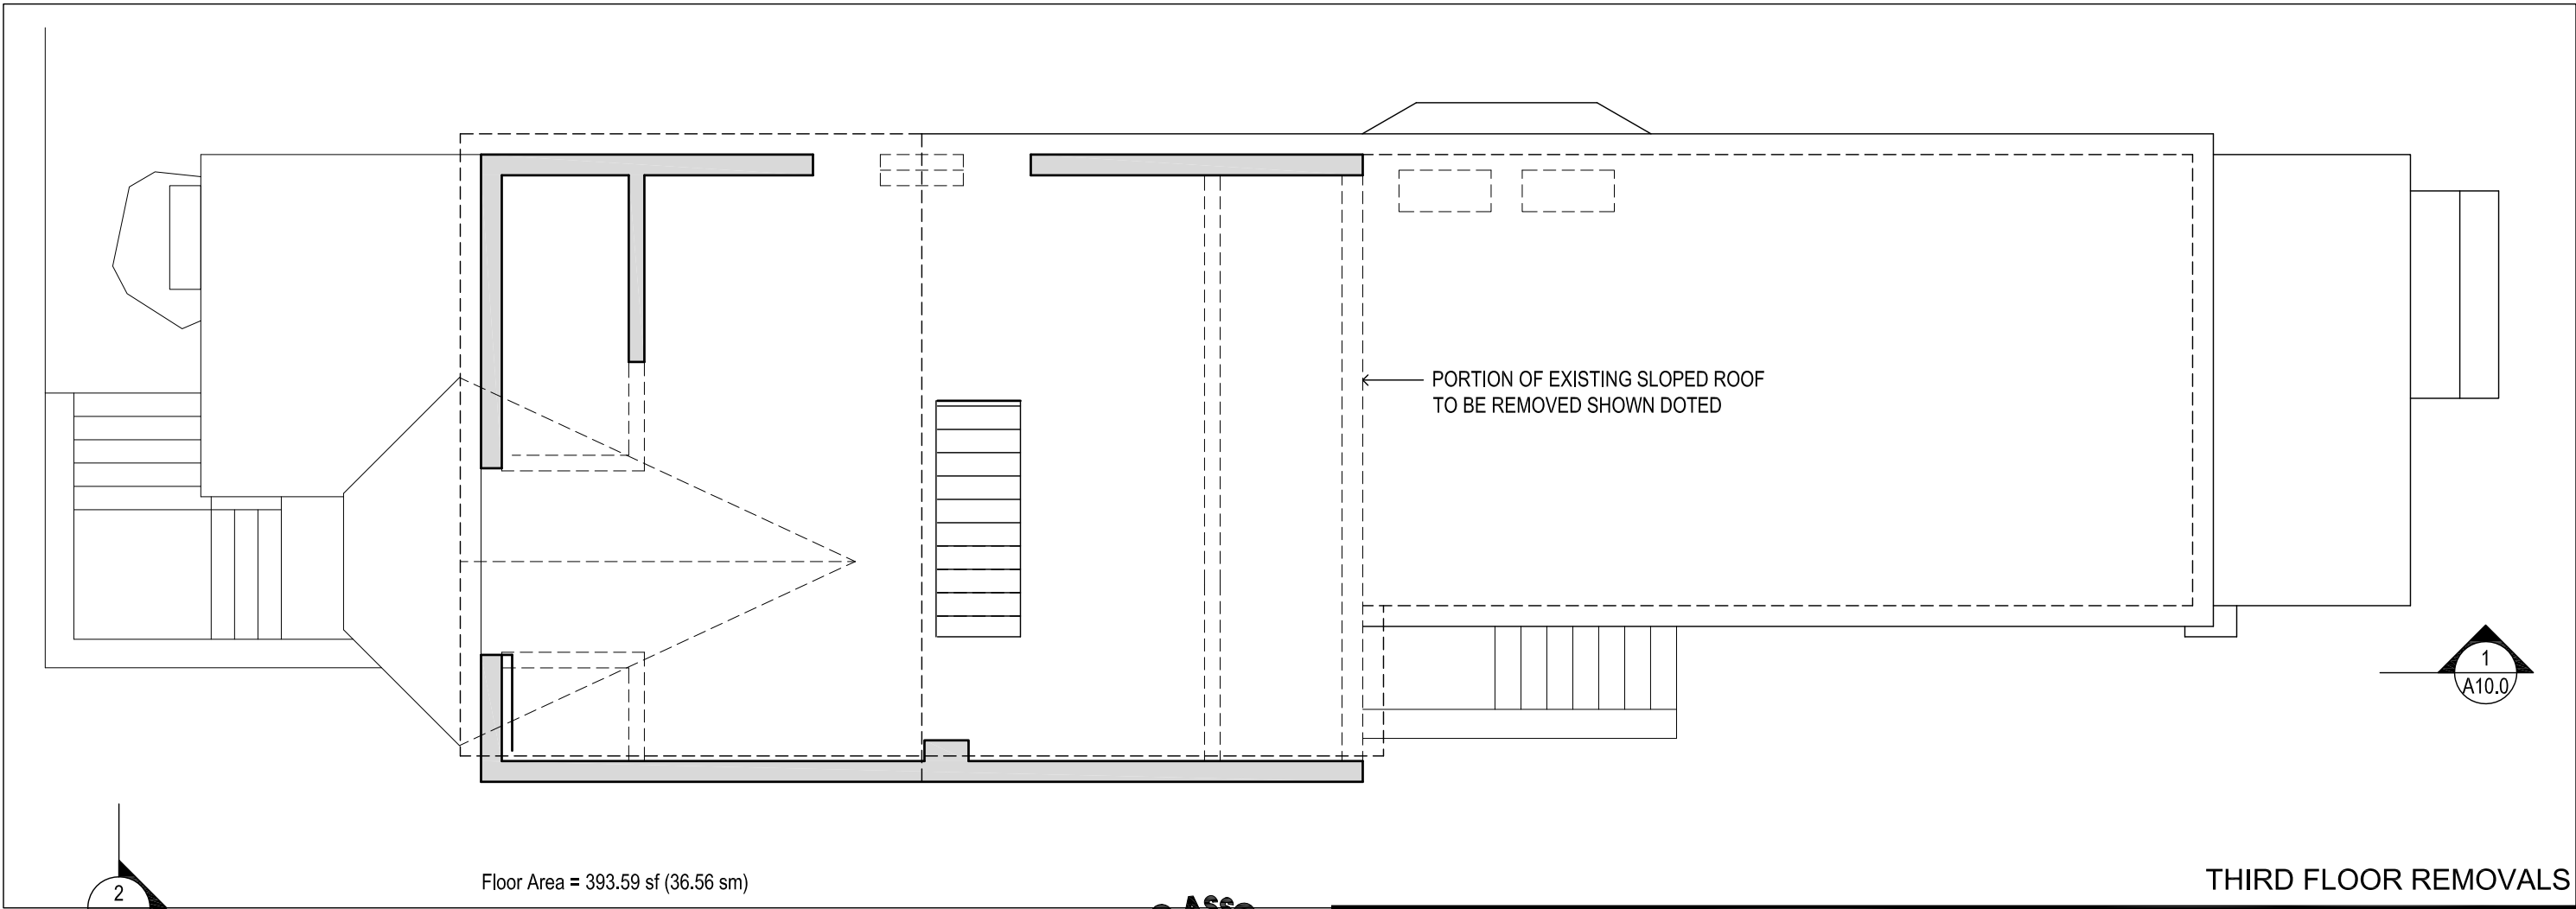 PORTION OF EXISTING SLOPED ROOF
TO BE REMOVED SHOWN DOTED
1
A10.0
2
Floor Area = 393.59 sf (36.56 sm)
THIRD FLOOR REMOVALS